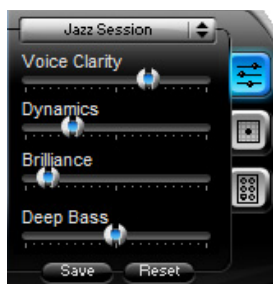 Jazz Session
Voice Clarity
Dynamics
Brilliance
Deep Bass
Save Reset